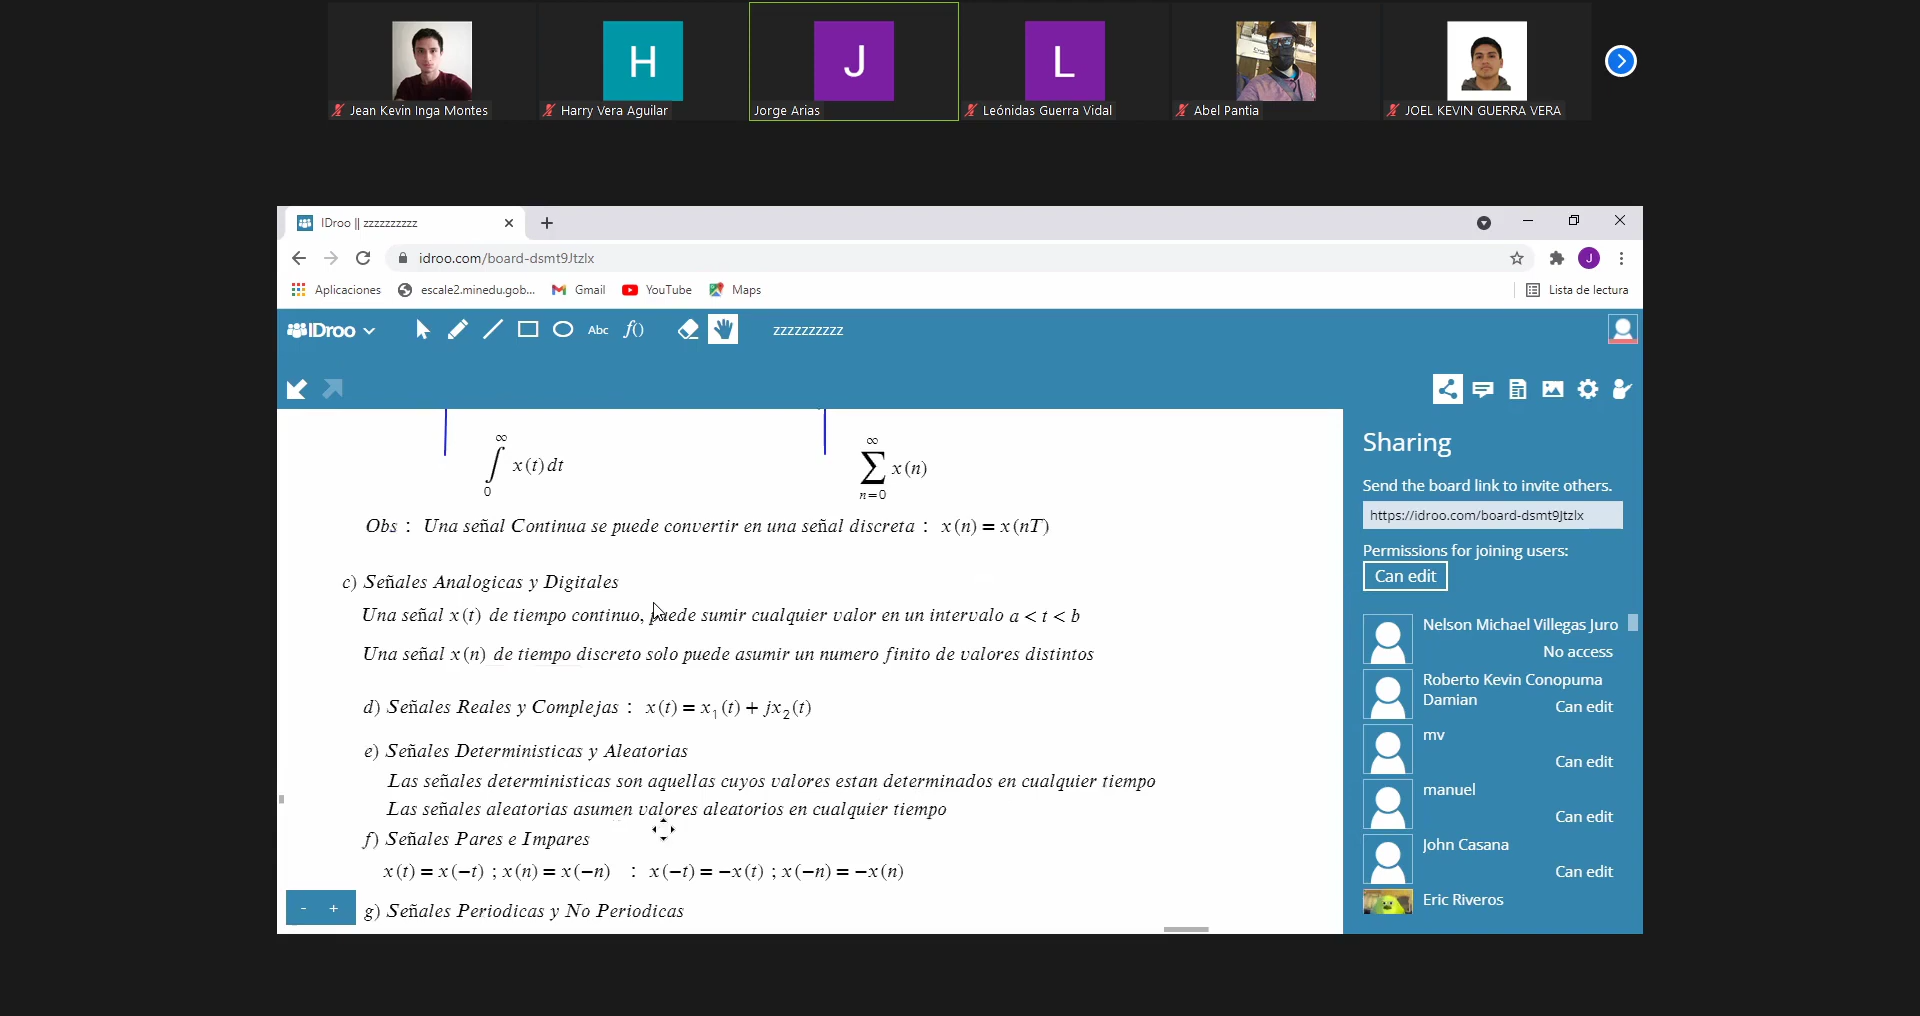 H
J
L
Jean Kevin Inga Montes
Harry Vera Aguilar
Jorge Arias
Leónidas Guerra Vidal
Abel Pantia
JOEL KEVIN GUERRA VERA
IDroo || zzzzzzzzzz
idroo.com/board-dsmt9Jtzlx
J
Aplicaciones
escale2.minedu.gob...
Gmail
YouTube
Maps
Lista de lectura
IDroo
Abc
f()
zzzzzzzzzz
∞
∫ x(t)dt
0
∞
∑ x(n)
n=0
Obs : Una señal Continua se puede convertir en una señal discreta : x(n) = x(nT)
c) Señales Analogicas y Digitales
Una señal x(t) de tiempo continuo, puede sumir cualquier valor en un intervalo a < t < b
Una señal x(n) de tiempo discreto solo puede asumir un numero finito de valores distintos
d) Señales Reales y Complejas : x(t) = x₁(t) + jx₂(t)
e) Señales Deterministicas y Aleatorias
Las señales deterministicas son aquellas cuyos valores estan determinados en cualquier tiempo
Las señales aleatorias asumen valores aleatorios en cualquier tiempo
f) Señales Pares e Impares
x(t) = x(−t) ; x(n) = x(−n) : x(−t) = −x(t) ; x(−n) = −x(n)
g) Señales Periodicas y No Periodicas
- +
Sharing
Send the board link to invite others.
https://idroo.com/board-dsmt9Jtzlx
Permissions for joining users:
Can edit
Nelson Michael Villegas Juro
No access
Roberto Kevin Conopuma
Damian
Can edit
mv
Can edit
manuel
Can edit
John Casana
Can edit
Eric Riveros